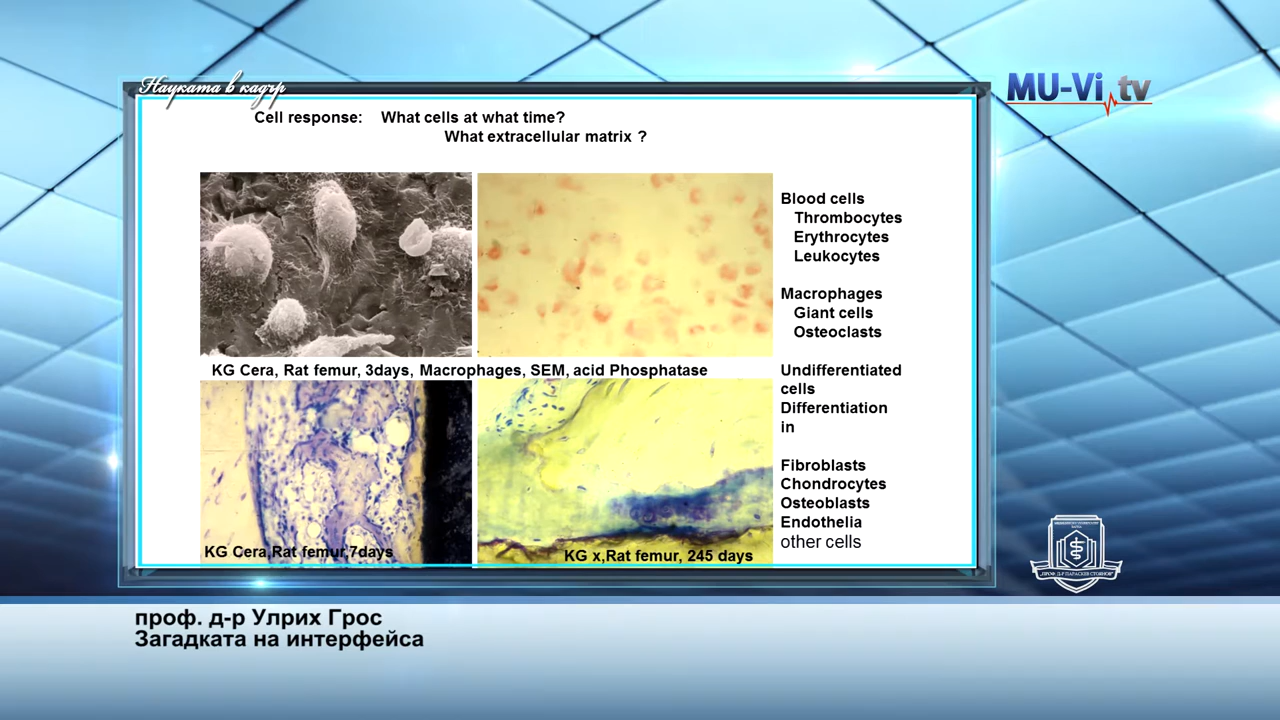 Науката в кадър
MU-Vi.tv
Cell response: What cells at what time?
What extracellular matrix ?
Blood cells
Thrombocytes
Erythrocytes
Leukocytes
Macrophages
Giant cells
Osteoclasts
KG Cera, Rat femur, 3days, Macrophages, SEM, acid Phosphatase
Undifferentiated
cells
Differentiation
in
Fibroblasts
Chondrocytes
Osteoblasts
Endothelia
other cells
KG Cera,Rat femur,7days
KG x,Rat femur, 245 days
"ПРОФ. Д-Р ПАРАСКЕВ СТОЯНОВ"
проф. д-р Улрих Грос
Загадката на интерфейса